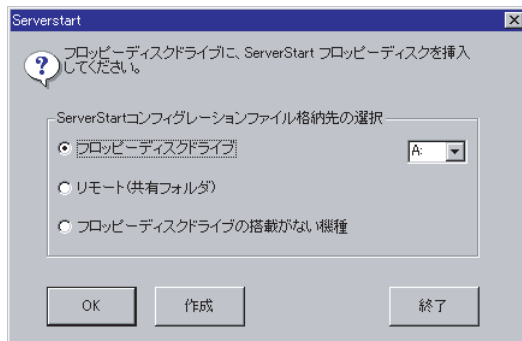 Serverstart
フロッピーディスクドライブに、ServerStart フロッピーディスクを挿入
してください。
ServerStartコンフィグレーションファイル格納先の選択
フロッピーディスクドライブ
A:
リモート(共有フォルダ)
フロッピーディスクドライブの搭載がない機種
OK
作成
終了